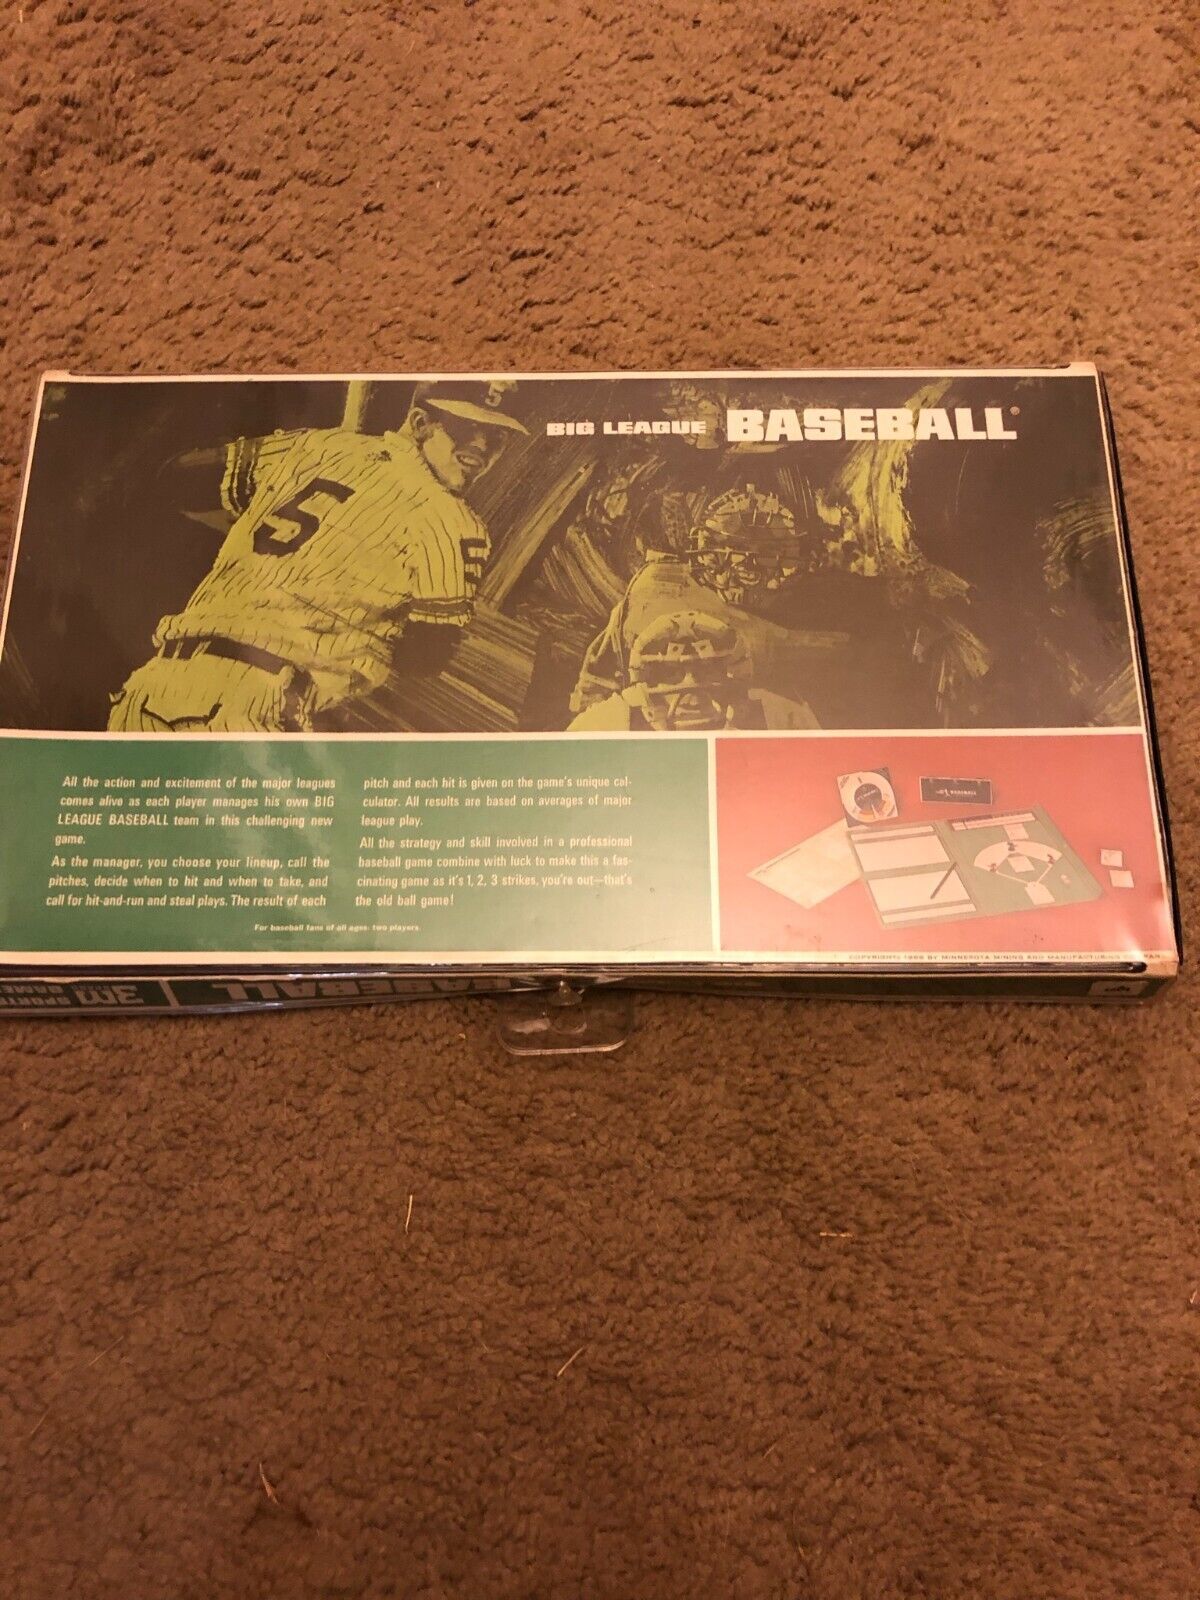 5
5
BIG LEAGUE BASEBALL®
All the action and excitement of the major leagues
comes alive as each player manages his own BIG
LEAGUE BASEBALL team in this challenging new
game.
As the manager, you choose your lineup, call the
pitches, decide when to hit and when to take, and
call for hit-and-run and steal plays. The result of each
pitch and each hit is given on the game's unique cal-
culator. All results are based on averages of major
league play.
All the strategy and skill involved in a professional
baseball game combine with luck to make this a fas-
cinating game as it's 1, 2, 3 strikes, you're out—that's
the old ball game!
For baseball fans of all ages: two players.
BASEBALL
BY MINNESOTA MINING AND MANUFACTURING
3M
SPORTS
BASEBALL